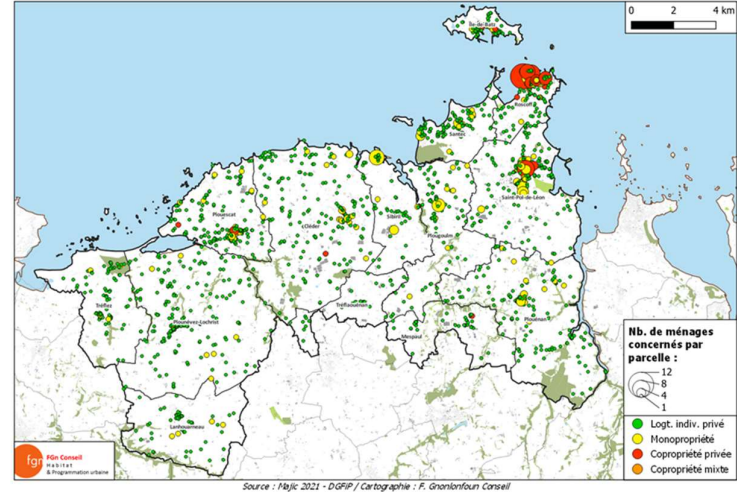 0 2 4 km
Île-de-Batz
Roscoff
Santec
Saint-Pol-de-Léon
Plouescat
Cléder
Sibiril
Plougoulm
Tréflez
Plounévez-Lochrist
Tréflaouénan
Mespaul
Plouénan
Lanhouarneau
Nb. de ménages
concernés par
parcelle :
12
8
4
1
Logt. indiv. privé
Monopropriété
Copropriété privée
Copropriété mixte
fgn
FGn Conseil
Habitat
& Programmation urbaine
Source : Majic 2021 - DGFiP / Cartographie : F. Gnonlonfoun Conseil